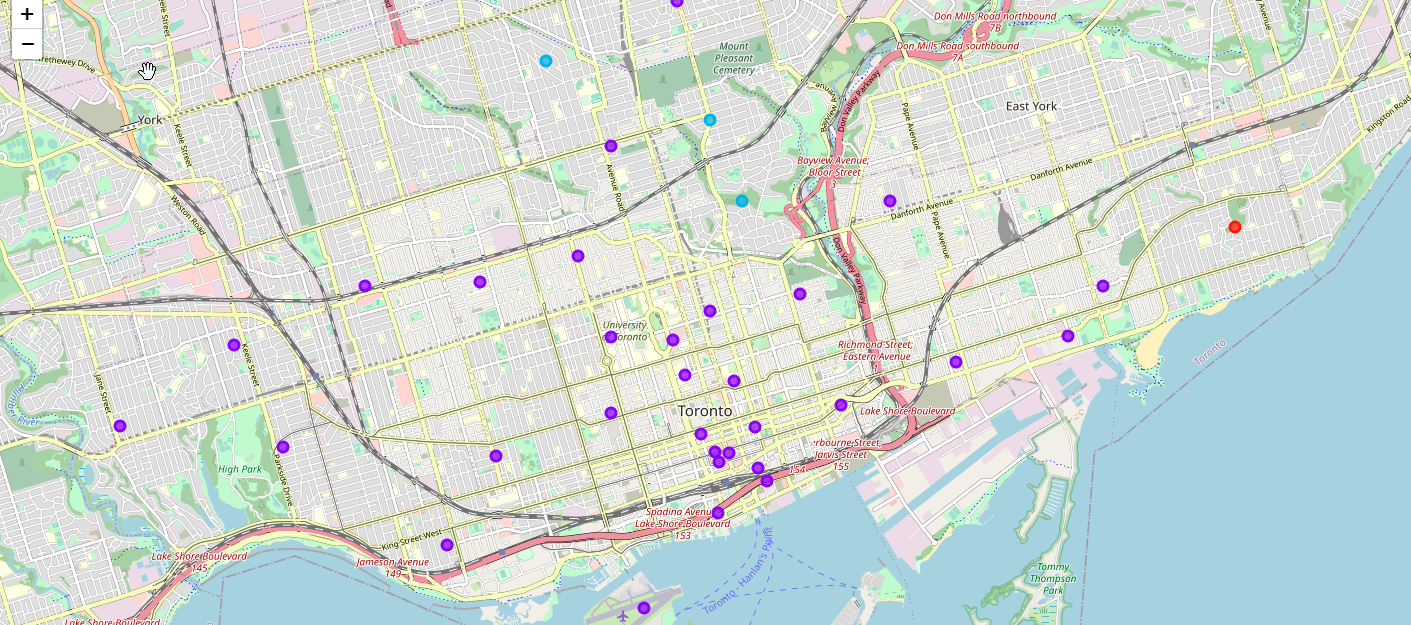 +
−
Keele Street
Trethewey Drive
York
Keele Street
Weston Road
Mount
Pleasant
Cemetery
Don Mills Road northbound
7B
Don Mills Road southbound
7A
Don Valley Parkway
Pape Avenue
East York
Kingston Road
Avenue Road
Bayview Avenue;
Bloor Street
3
Danforth Avenue
Danforth Avenue
Pape Avenue
Don Valley Parkway
University
Toronto
Richmond Street;
Eastern Avenue
1
Toronto
Keele Street
Jane Street
Humber
River
Toronto
Lake Shore Boulevard
High Park
Parkside Drive
rbourne Street;
Jarvis Street
155
154
Spadina Avenue
Lake Shore Boulevard
153
King Street West
Lake Shore Boulevard
145
Jameson Avenue
149
Toronto - Hanlan's Point
Tommy
Thompson
Park
Lake Shore Boulevard